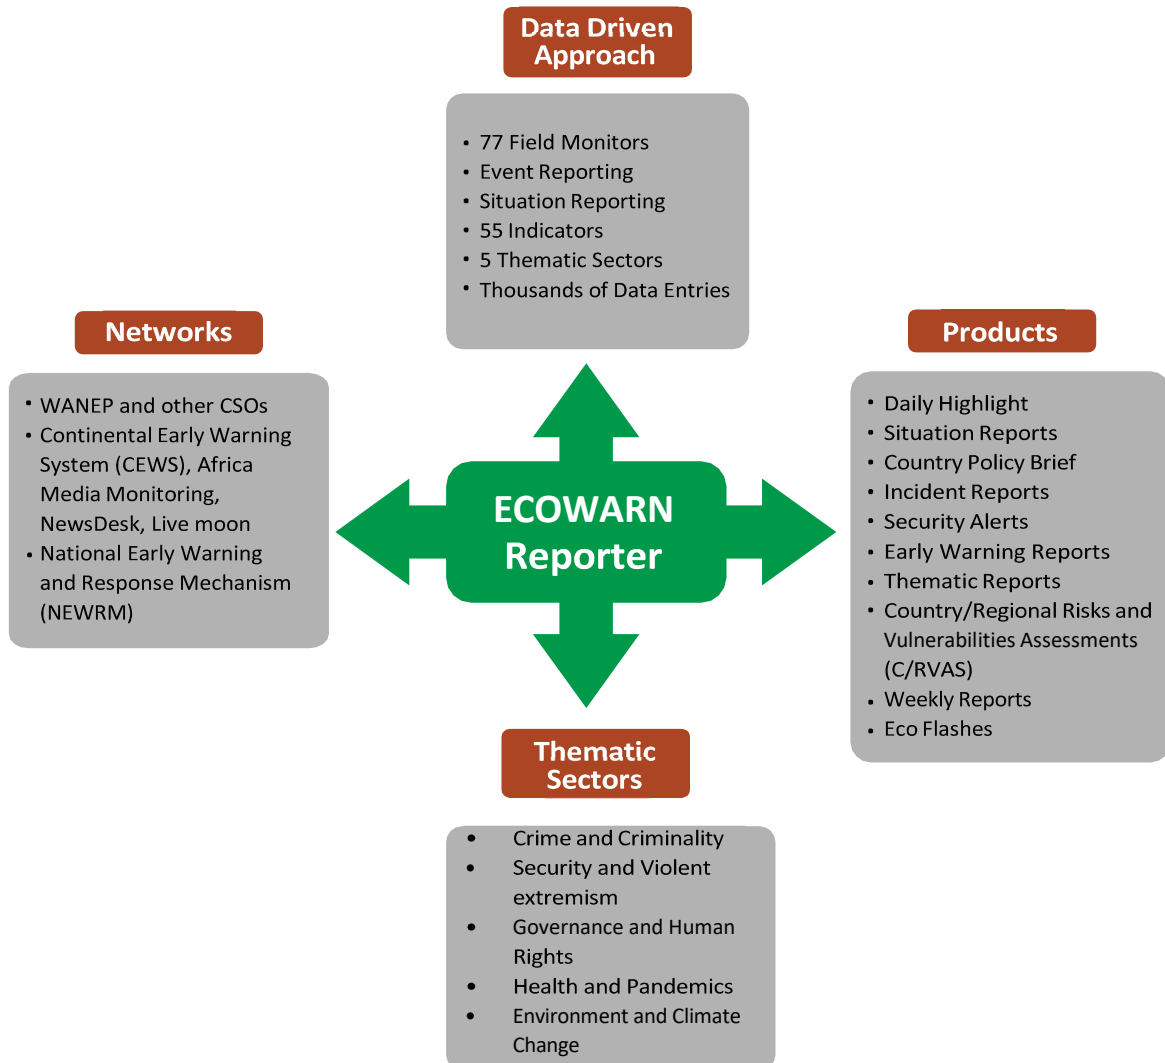 Data Driven
Approach
• 77 Field Monitors
• Event Reporting
• Situation Reporting
• 55 Indicators
• 5 Thematic Sectors
• Thousands of Data Entries
Networks
• WANEP and other CSOs
• Continental Early Warning
System (CEWS), Africa
Media Monitoring,
NewsDesk, Live moon
• National Early Warning
and Response Mechanism
(NEWRM)
ECOWARN
Reporter
Products
• Daily Highlight
• Situation Reports
• Country Policy Brief
• Incident Reports
• Security Alerts
• Early Warning Reports
• Thematic Reports
• Country/Regional Risks and
Vulnerabilities Assessments
(C/RVAS)
• Weekly Reports
• Eco Flashes
Thematic
Sectors
• Crime and Criminality
• Security and Violent
extremism
• Governance and Human
Rights
• Health and Pandemics
• Environment and Climate
Change